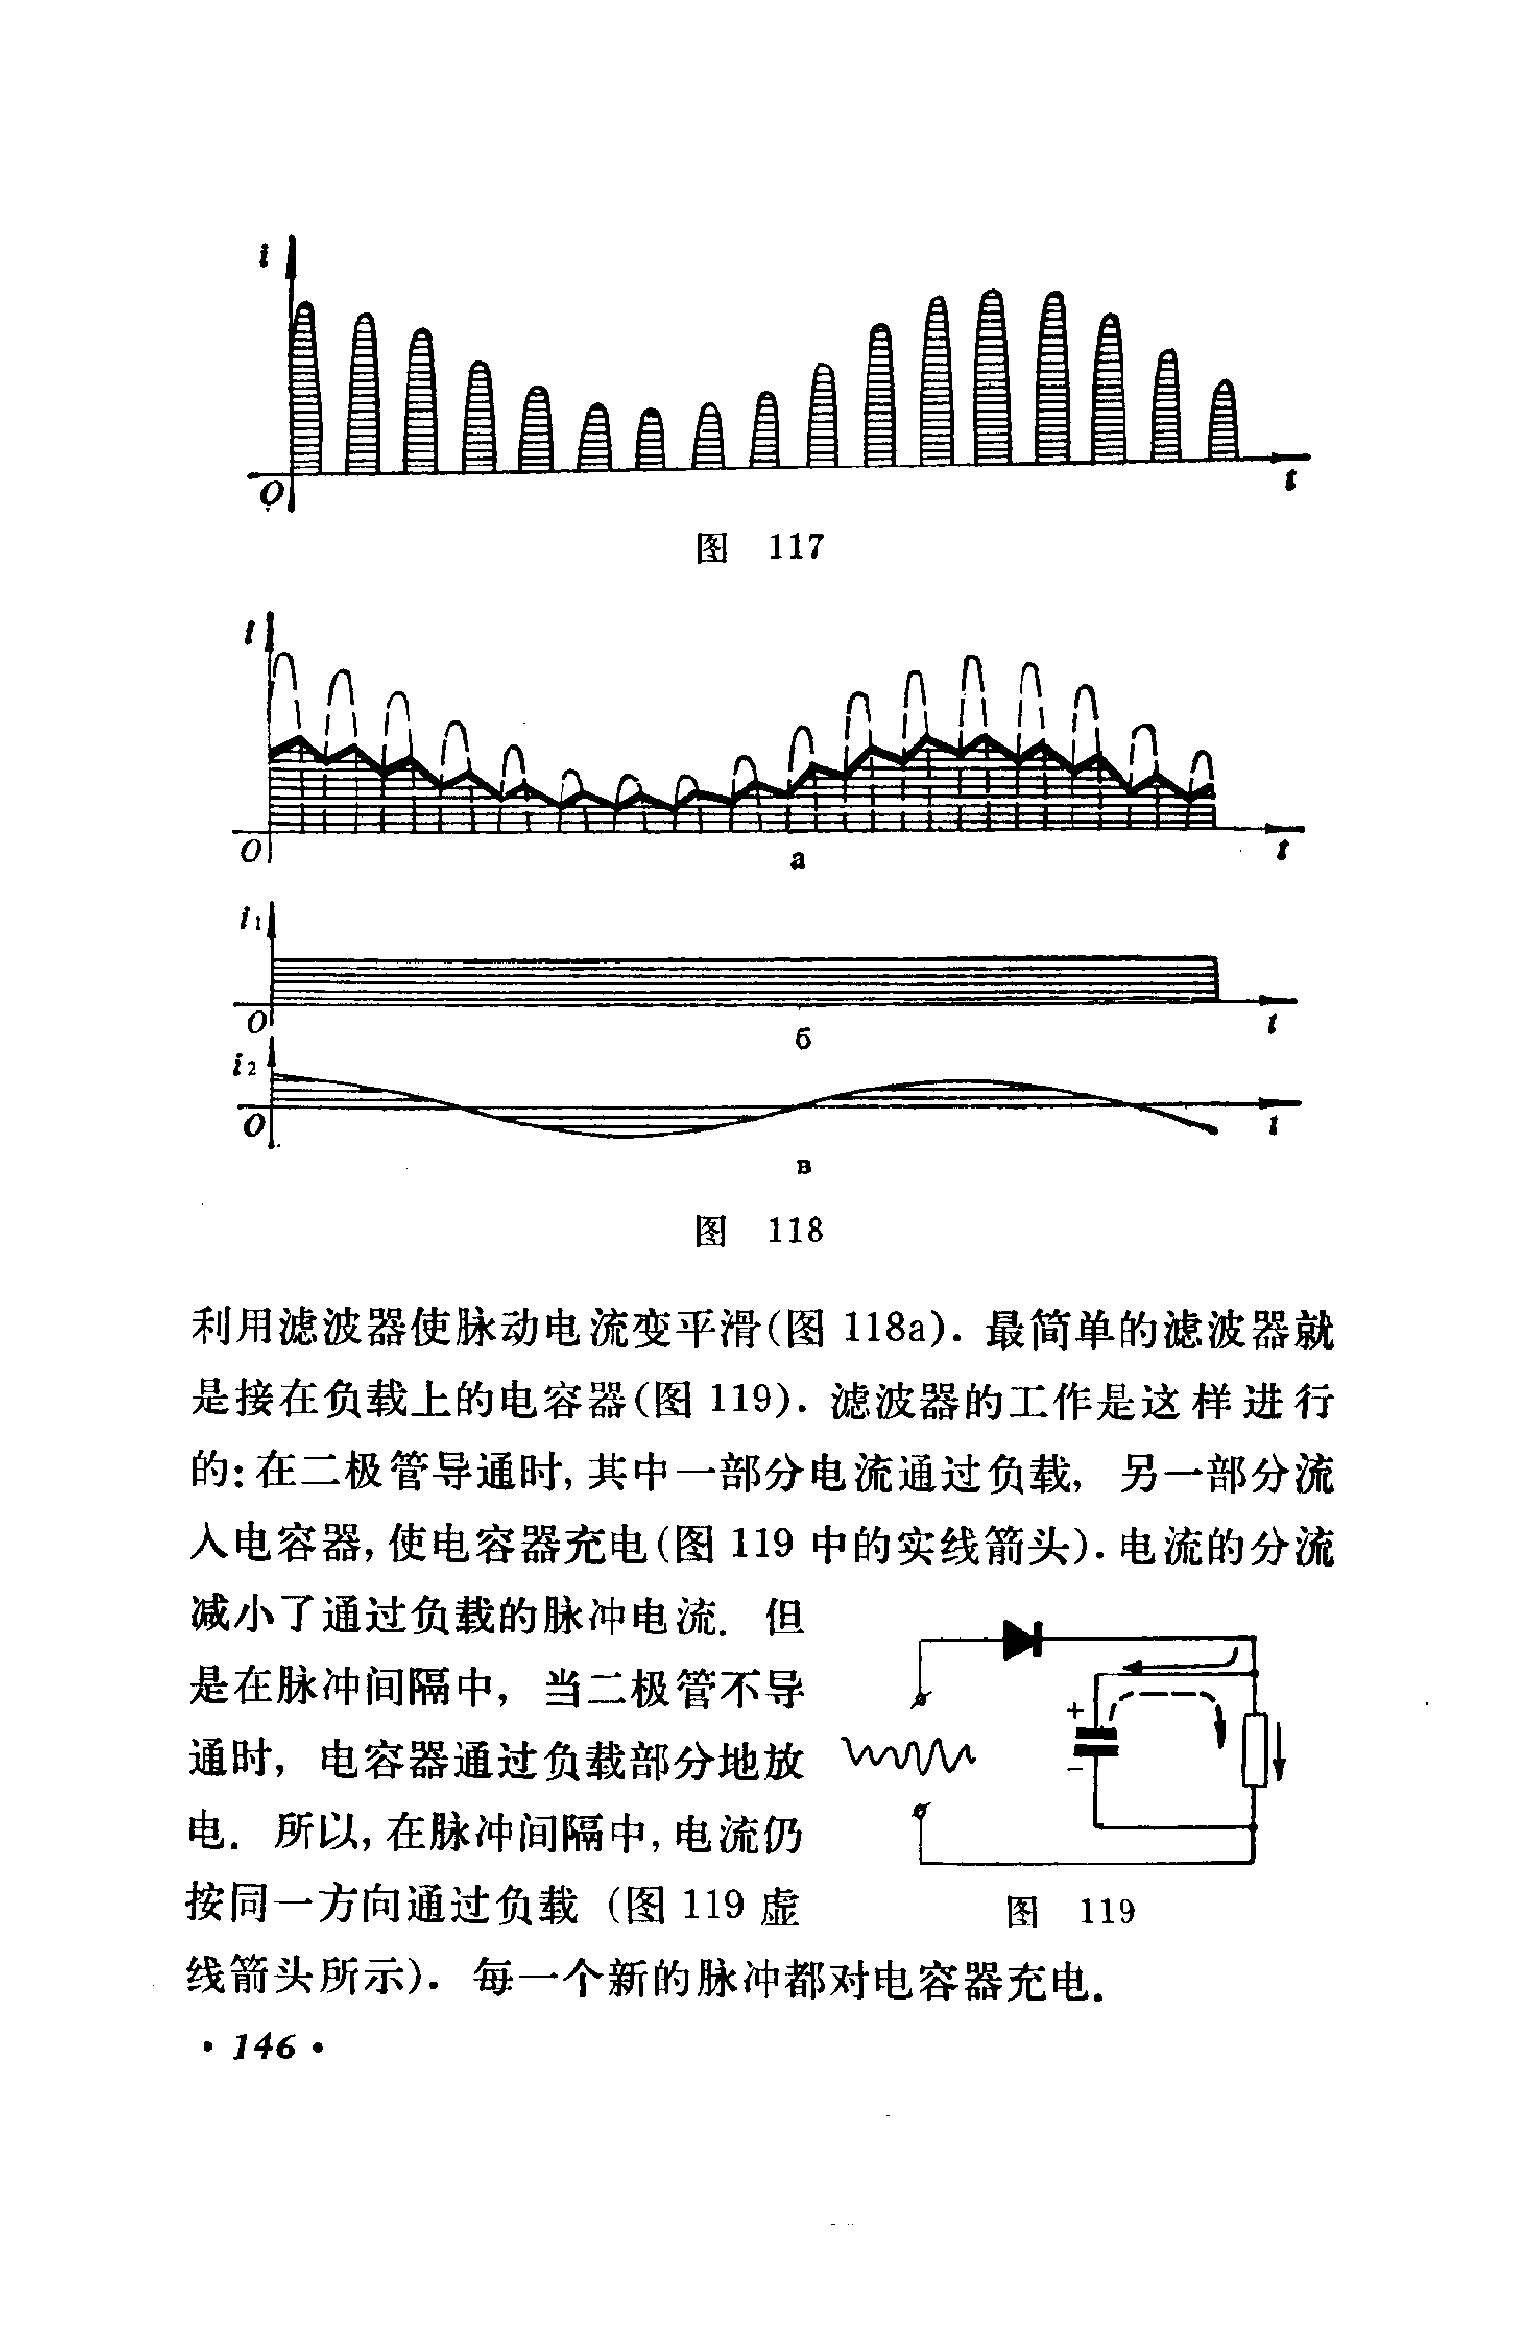 i
O
t
图 117
i
O
t
a
i₁
O
t
б
i₂
O
t
в
图 118
利用滤波器使脉动电流变平滑(图 118a). 最简单的滤波器就
是接在负载上的电容器(图 119). 滤波器的工作是这样进行
的:在二极管导通时,其中一部分电流通过负载, 另一部分流
入电容器,使电容器充电(图 119 中的实线箭头).电流的分流
减小了通过负载的脉冲电流. 但
是在脉冲间隔中, 当二极管不导
通时, 电容器通过负载部分地放
电. 所以,在脉冲间隔中,电流仍
按同一方向通过负载 (图 119 虚
线箭头所示). 每一个新的脉冲都对电容器充电.
+
−
图 119
· 146 ·